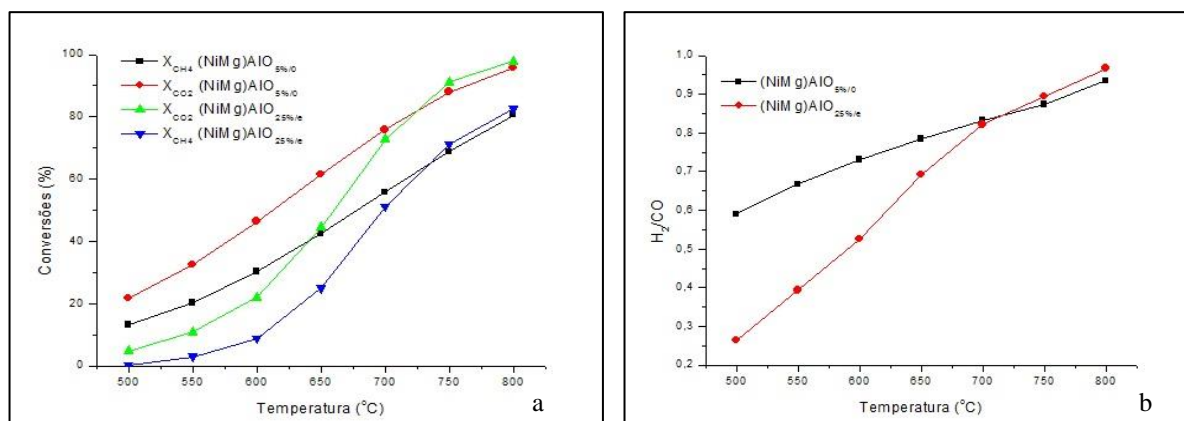 X_CH4 (NiMg)AlO_5%/0
X_CO2 (NiMg)AlO_5%/0
X_CO2 (NiMg)AlO_25%/e
X_CH4 (NiMg)AlO_25%/e
Conversões (%)
100
80
60
40
20
0
500 550 600 650 700 750 800
Temperatura (°C)
a
(NiMg)AlO_5%/0
(NiMg)AlO_25%/e
H2/CO
1,0
0,9
0,8
0,7
0,6
0,5
0,4
0,3
0,2
500 550 600 650 700 750 800
Temperatura (°C)
b